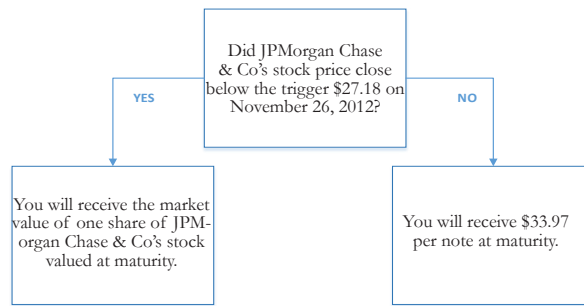 Did JPMorgan Chase
& Co’s stock price close
below the trigger $27.18 on
November 26, 2012?
YES
NO
You will receive the market
value of one share of JPM-
organ Chase & Co’s stock
valued at maturity.
You will receive $33.97
per note at maturity.